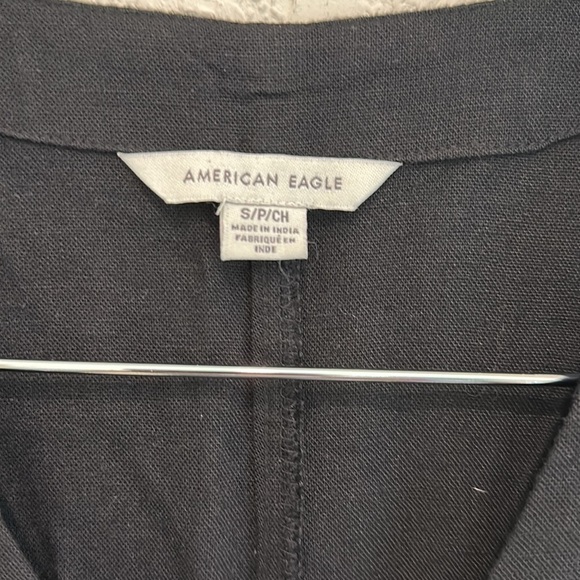 AMERICAN EAGLE
S/P/CH
MADE IN INDIA
FABRIQUÉ EN
INDE